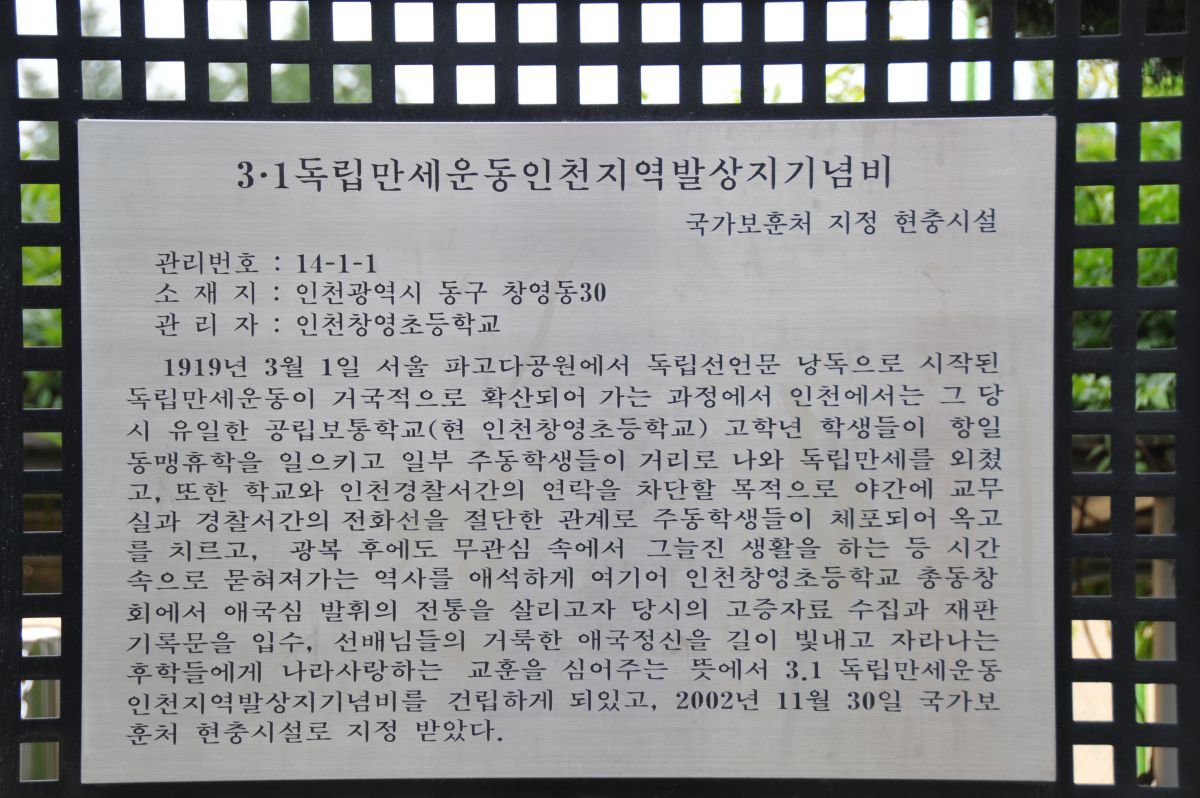 3·1독립만세운동인천지역발상지기념비
국가보훈처 지정 현충시설
관리번호 : 14-1-1
소 재 지 : 인천광역시 동구 창영동30
관 리 자 : 인천창영초등학교
1919년 3월 1일 서울 파고다공원에서 독립선언문 낭독으로 시작된
독립만세운동이 거국적으로 확산되어 가는 과정에서 인천에서는 그 당
시 유일한 공립보통학교(현 인천창영초등학교) 고학년 학생들이 항일
동맹휴학을 일으키고 일부 주동학생들이 거리로 나와 독립만세를 외쳤
고, 또한 학교와 인천경찰서간의 연락을 차단할 목적으로 야간에 교무
실과 경찰서간의 전화선을 절단한 관계로 주동학생들이 체포되어 옥고
를 치르고, 광복 후에도 무관심 속에서 그늘진 생활을 하는 등 시간
속으로 묻혀져가는 역사를 애석하게 여기어 인천창영초등학교 총동창
회에서 애국심 발휘의 전통을 살리고자 당시의 고증자료 수집과 재판
기록문을 입수, 선배님들의 거룩한 애국정신을 길이 빛내고 자라나는
후학들에게 나라사랑하는 교훈을 심어주는 뜻에서 3.1 독립만세운동
인천지역발상지기념비를 건립하게 되있고, 2002년 11월 30일 국가보
훈처 현충시설로 지정 받았다.